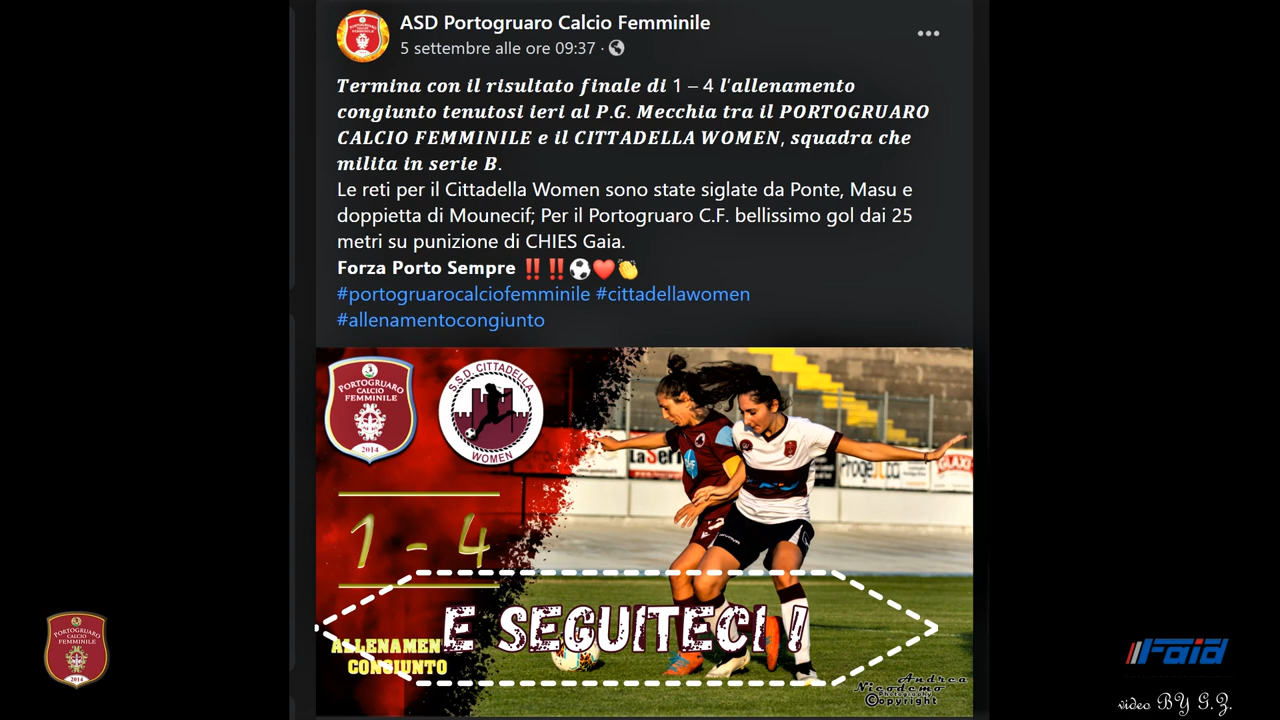 ASD Portogruaro Calcio Femminile
5 settembre alle ore 09:37 ·
Termina con il risultato finale di 1 – 4 l'allenamento
congiunto tenutosi ieri al P.G. Mecchia tra il PORTOGRUARO
CALCIO FEMMINILE e il CITTADELLA WOMEN, squadra che
milita in serie B.
Le reti per il Cittadella Women sono state siglate da Ponte, Masu e
doppietta di Mounecif; Per il Portogruaro C.F. bellissimo gol dai 25
metri su punizione di CHIES Gaia.
Forza Porto Sempre ‼️ ‼️⚽❤️👏
#portogruarocalciofemminile #cittadellawomen
#allenamentocongiunto
PORTOGRUARO
CALCIO
FEMMINILE
2014
S.S.D. CITTADELLA
WOMEN
1 - 4
E SEGUITECI !
CONGIUNTO
Andrea
Nicodemo
Photography
©opyright
PORTOGRUARO
CALCIO
FEMMINILE
2014
Faid
video BY G.Z.